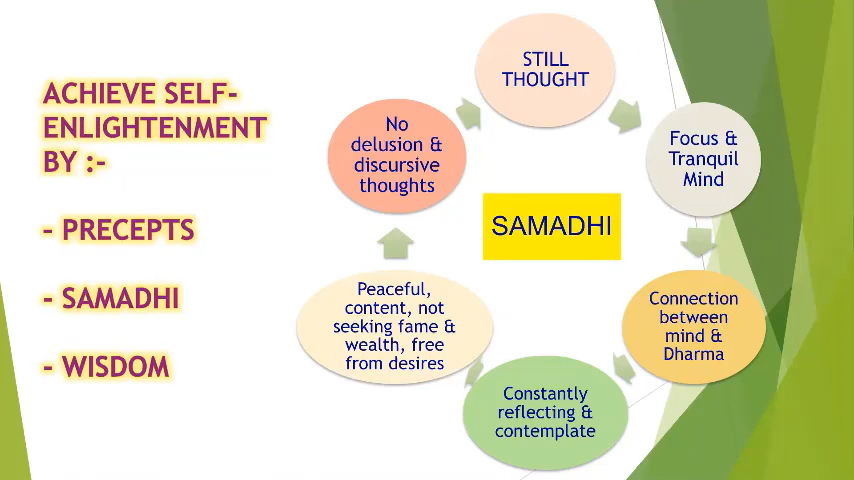 ACHIEVE SELF-
ENLIGHTENMENT
BY :-
- PRECEPTS
- SAMADHI
- WISDOM
STILL
THOUGHT
Focus &
Tranquil
Mind
Connection
between
mind &
Dharma
Constantly
reflecting &
contemplate
Peaceful,
content, not
seeking fame &
wealth, free
from desires
No
delusion &
discursive
thoughts
SAMADHI